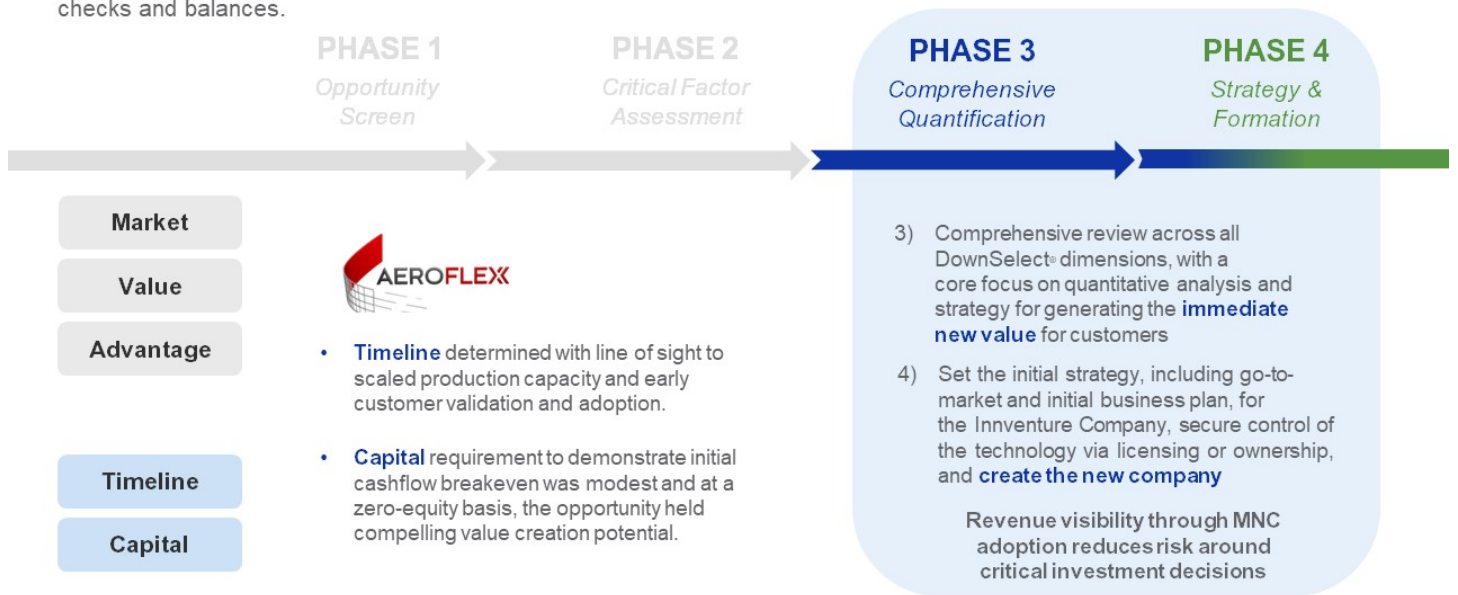 checks and balances.
PHASE 1
Opportunity
Screen
PHASE 2
Critical Factor
Assessment
PHASE 3
Comprehensive
Quantification
PHASE 4
Strategy &
Formation
Market
Value
Advantage
Timeline
Capital
AEROFLEXX
• Timeline determined with line of sight to
scaled production capacity and early
customer validation and adoption.
• Capital requirement to demonstrate initial
cashflow breakeven was modest and at a
zero-equity basis, the opportunity held
compelling value creation potential.
3) Comprehensive review across all
DownSelect® dimensions, with a
core focus on quantitative analysis and
strategy for generating the immediate
new value for customers
4) Set the initial strategy, including go-to-
market and initial business plan, for
the Innventure Company, secure control of
the technology via licensing or ownership,
and create the new company
Revenue visibility through MNC
adoption reduces risk around
critical investment decisions